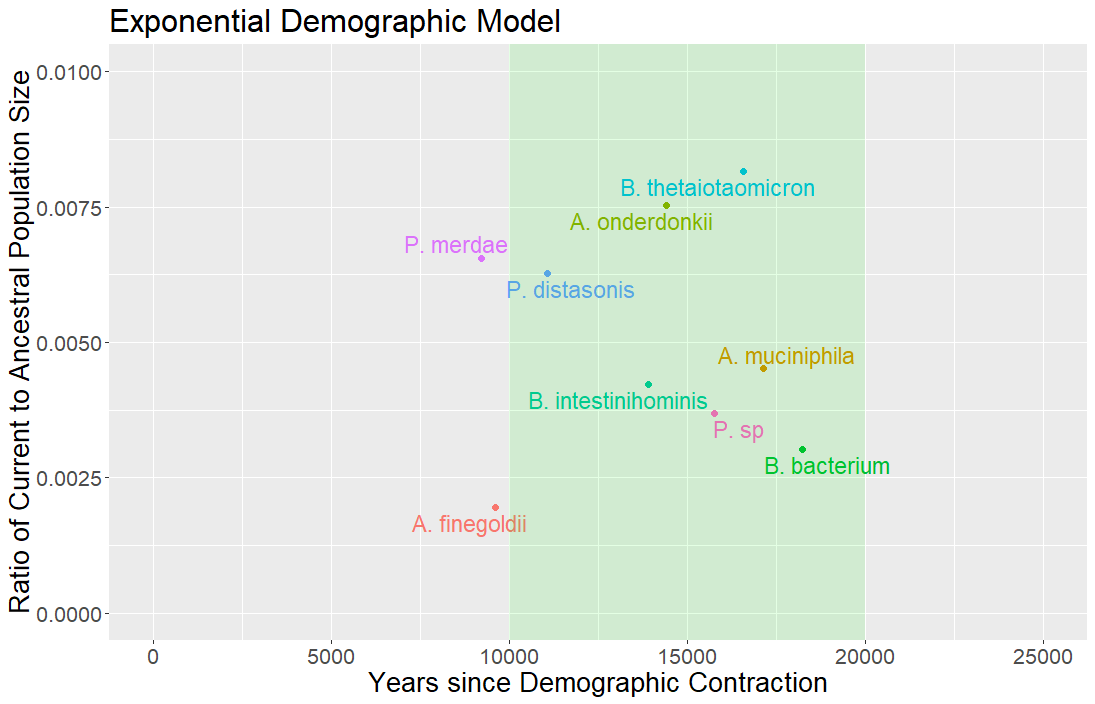 Exponential Demographic Model
Ratio of Current to Ancestral Population Size
0.0100
0.0075
0.0050
0.0025
0.0000
B. thetaiotaomicron
A. onderdonkii
P. merdae
P. distasonis
A. muciniphila
B. intestinihominis
P. sp
B. bacterium
A. finegoldii
0
5000
10000
15000
20000
25000
Years since Demographic Contraction